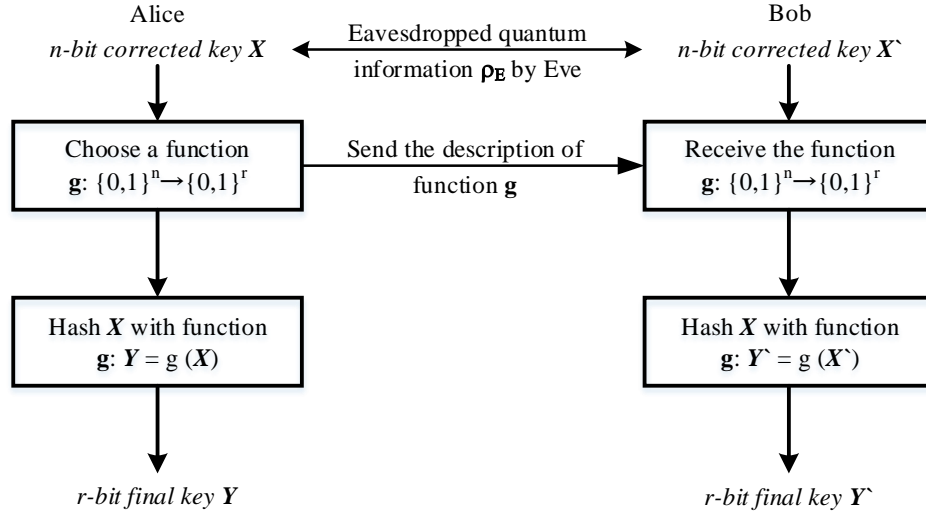 Alice
n-bit corrected key X
Eavesdropped quantum
information ρE by Eve
Bob
n-bit corrected key X`
Choose a function
g: {0,1}^n→{0,1}^r
Send the description of
function g
Receive the function
g: {0,1}^n→{0,1}^r
Hash X with function
g: Y = g (X)
Hash X with function
g: Y` = g (X`)
r-bit final key Y
r-bit final key Y`